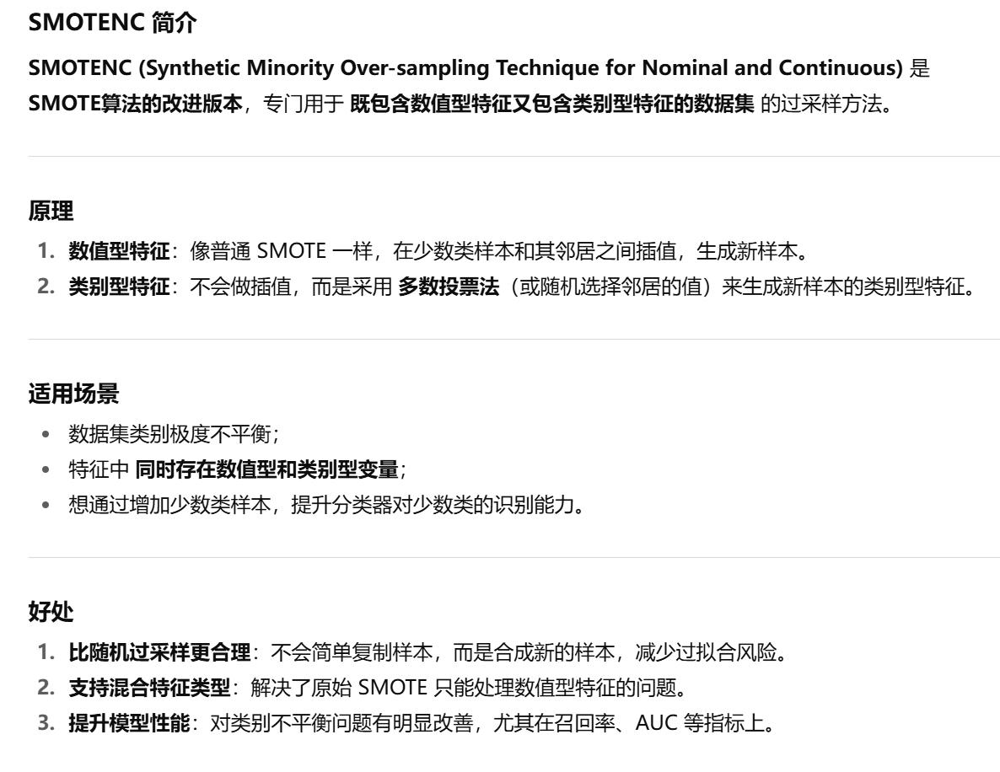 SMOTENC 简介
SMOTENC (Synthetic Minority Over-sampling Technique for Nominal and Continuous) 是
SMOTE算法的改进版本，专门用于 既包含数值型特征又包含类别型特征的数据集 的过采样方法。
原理
1. 数值型特征：像普通 SMOTE 一样，在少数类样本和其邻居之间插值，生成新样本。
2. 类别型特征：不会做插值，而是采用 多数投票法（或随机选择邻居的值）来生成新样本的类别型特征。
适用场景
• 数据集类别极度不平衡；
• 特征中 同时存在数值型和类别型变量；
• 想通过增加少数类样本，提升分类器对少数类的识别能力。
好处
1. 比随机过采样更合理：不会简单复制样本，而是合成新的样本，减少过拟合风险。
2. 支持混合特征类型：解决了原始 SMOTE 只能处理数值型特征的问题。
3. 提升模型性能：对类别不平衡问题有明显改善，尤其在召回率、AUC 等指标上。